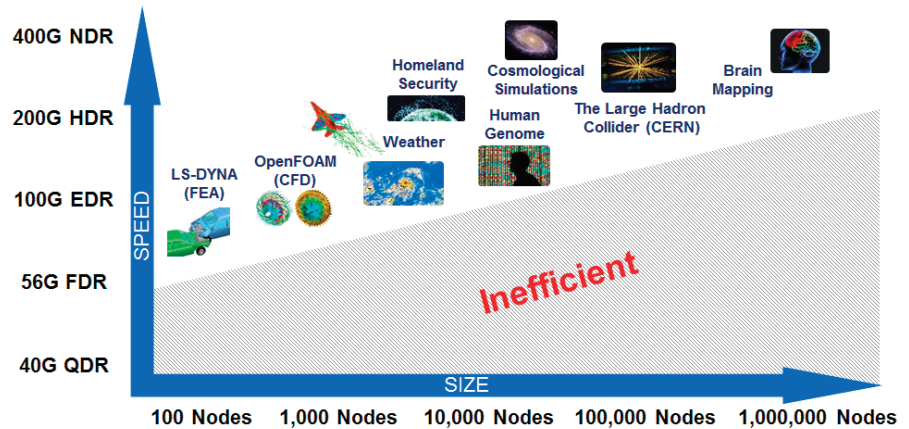 400G NDR
200G HDR
100G EDR
56G FDR
40G QDR
SPEED
LS-DYNA
(FEA)
OpenFOAM
(CFD)
Homeland
Security
Weather
Cosmological
Simulations
Human
Genome
The Large Hadron
Collider (CERN)
Brain
Mapping
Inefficient
SIZE
100 Nodes
1,000 Nodes
10,000 Nodes
100,000 Nodes
1,000,000 Nodes